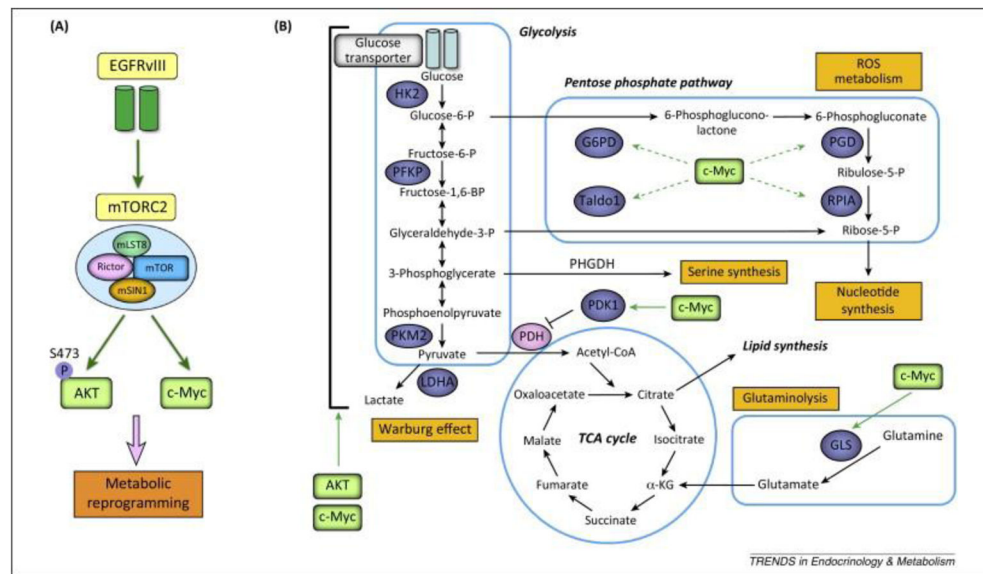 (A)
EGFRvIII
mTORC2
mLST8
Rictor
mTOR
mSIN1
S473
P
AKT
c-Myc
Metabolic
reprogramming
(B)
Glycolysis
Glucose
transporter
Glucose
HK2
Glucose-6-P
Fructose-6-P
PFKP
Fructose-1,6-BP
Glyceraldehyde-3-P
3-Phosphoglycerate
Phosphoenolpyruvate
PKM2
Pyruvate
LDHA
Lactate
Warburg effect
AKT
c-Myc
Pentose phosphate pathway
ROS
metabolism
6-Phosphoglucono-
lactone
6-Phosphogluconate
G6PD
PGD
c-Myc
Ribulose-5-P
Taldo1
RPIA
Ribose-5-P
PHGDH
Serine synthesis
Nucleotide
synthesis
PDK1
c-Myc
PDH
Acetyl-CoA
Lipid synthesis
Oxaloacetate
Citrate
TCA cycle
Malate
Isocitrate
Fumarate
α-KG
Succinate
Glutaminolysis
c-Myc
GLS
Glutamine
Glutamate
TRENDS in Endocrinology & Metabolism